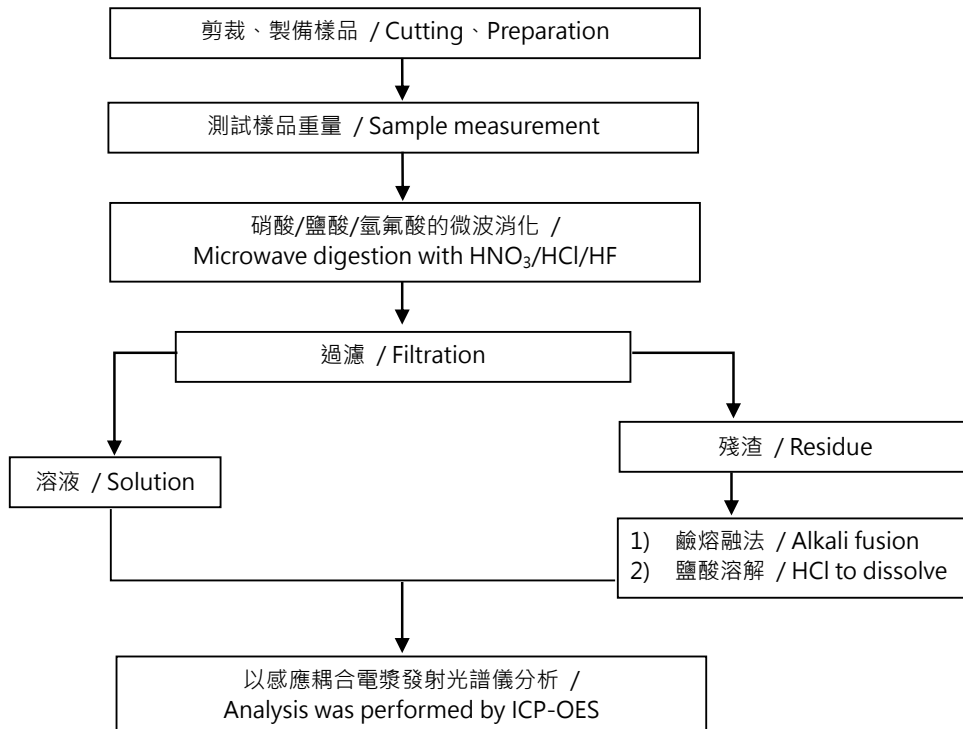 剪裁、製備樣品 / Cutting、Preparation
測試樣品重量 / Sample measurement
硝酸/鹽酸/氫氟酸的微波消化 /
Microwave digestion with HNO₃/HCl/HF
過濾 / Filtration
溶液 / Solution
殘渣 / Residue
1) 鹼熔融法 / Alkali fusion
2) 鹽酸溶解 / HCl to dissolve
以感應耦合電漿發射光譜儀分析 /
Analysis was performed by ICP-OES